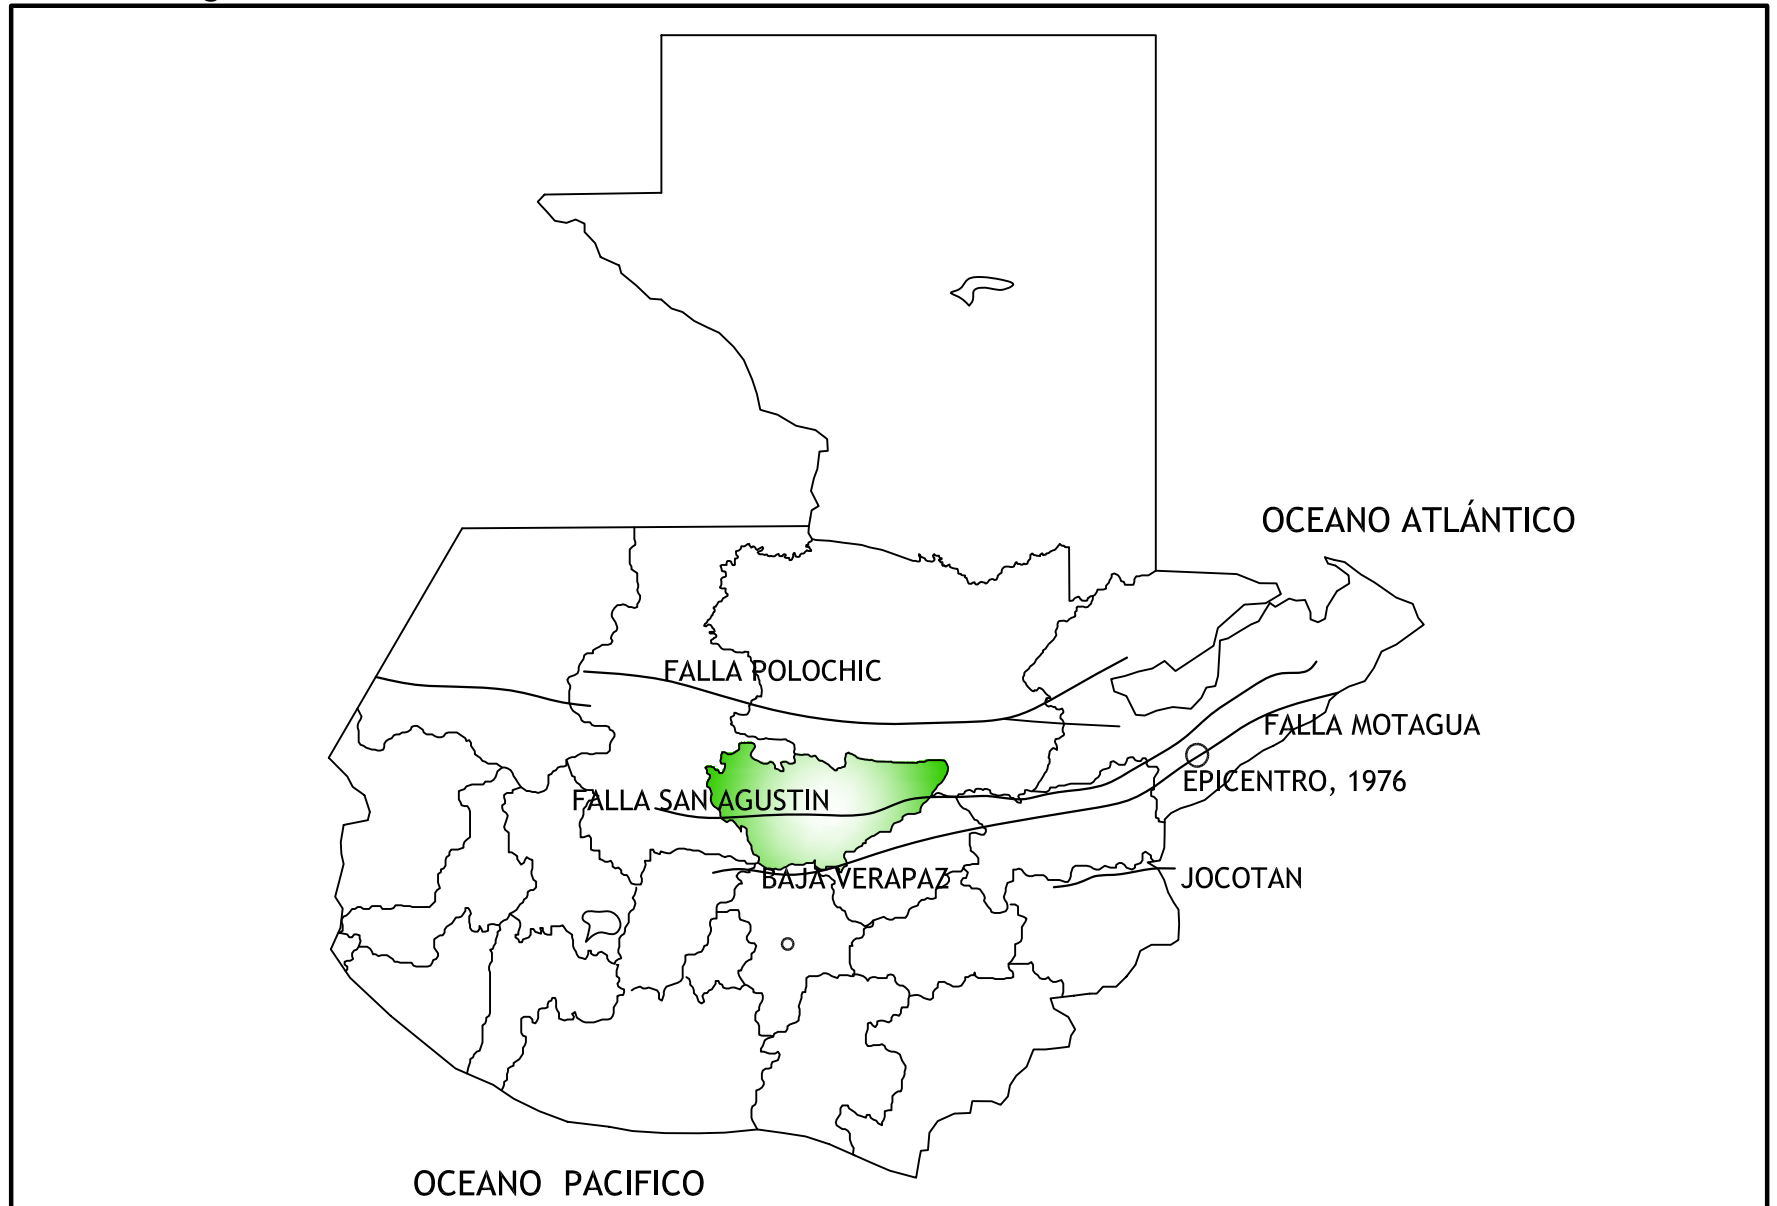 OCEANO ATLÁNTICO
FALLA POLOCHIC
FALLA MOTAGUA
EPICENTRO, 1976
FALLA SAN AGUSTIN
BAJA VERAPAZ
JOCOTAN
OCEANO PACIFICO